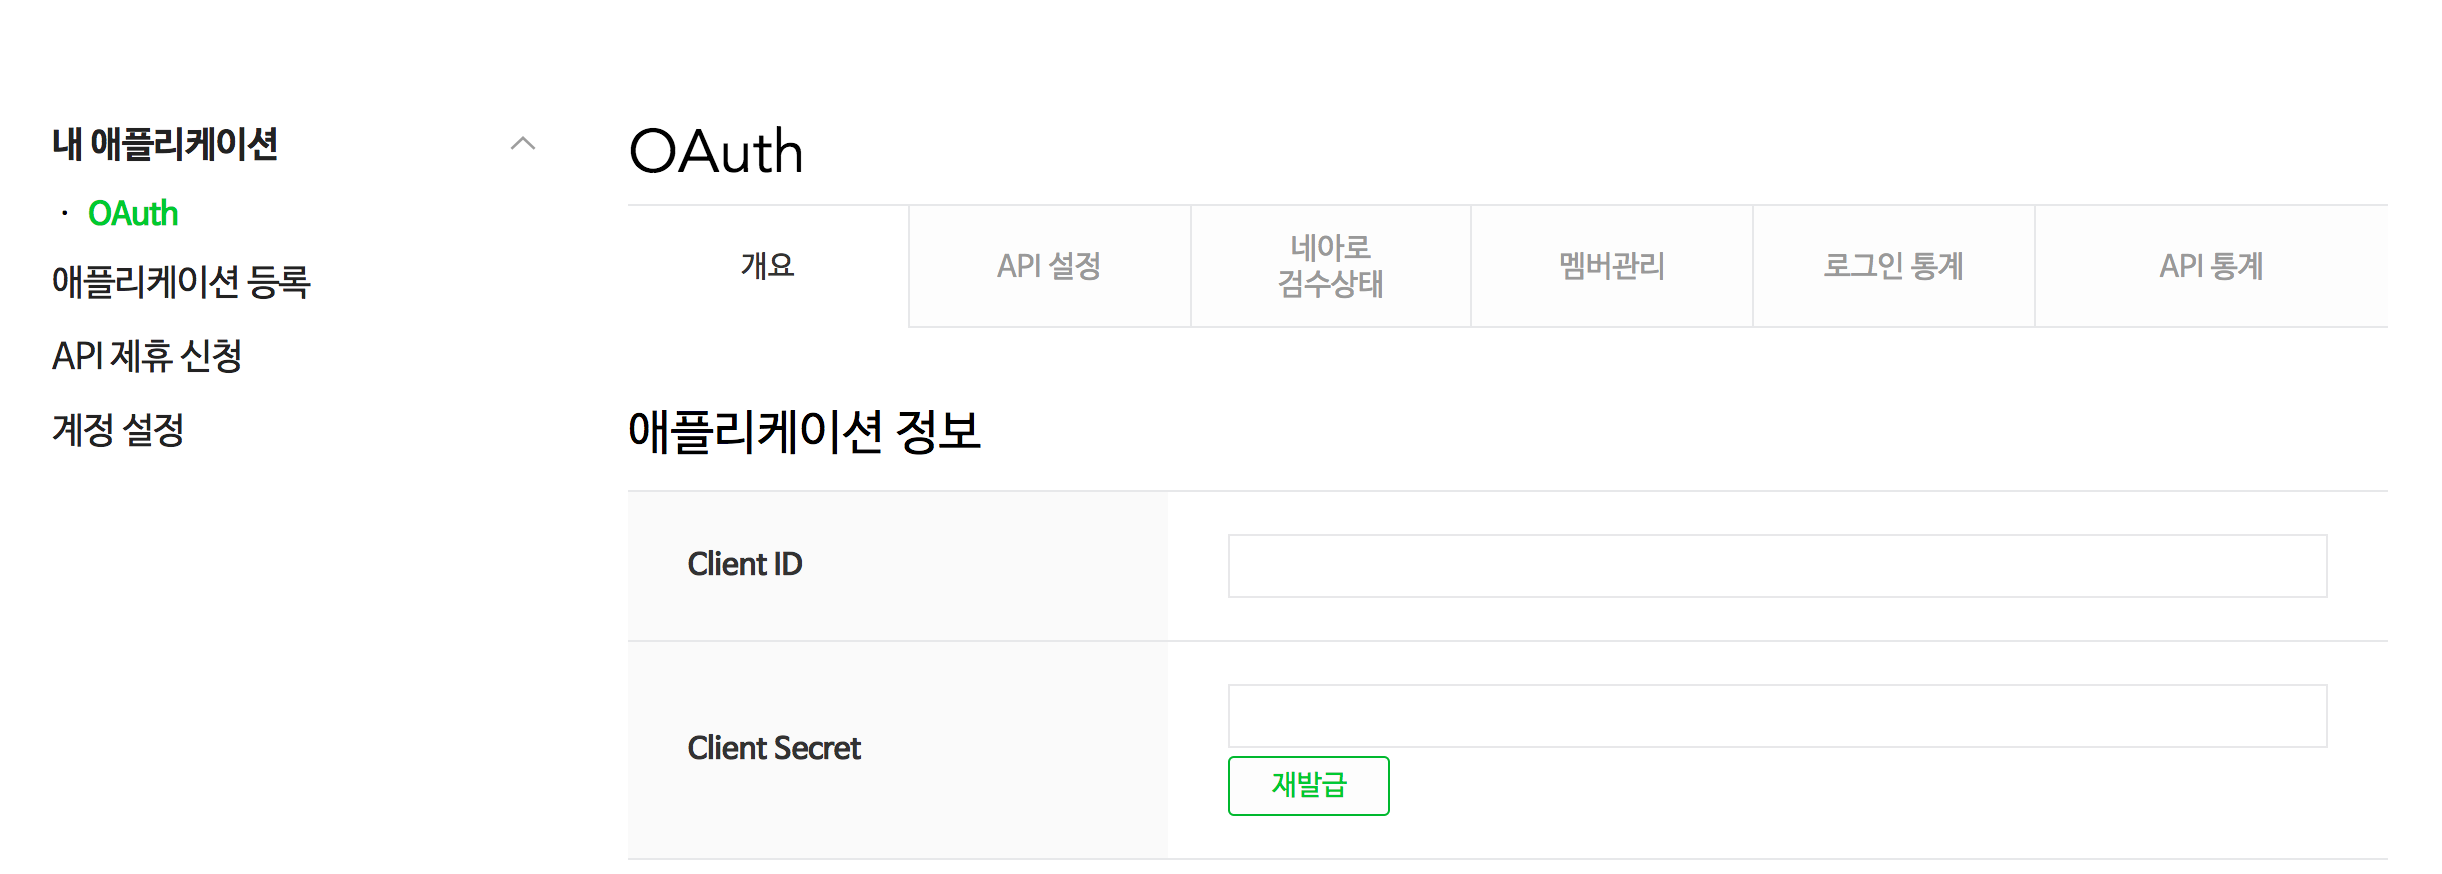 내 애플리케이션
· OAuth
애플리케이션 등록
API 제휴 신청
계정 설정
OAuth
개요
API 설정
네아로
검수상태
멤버관리
로그인 통계
API 통계
애플리케이션 정보
Client ID
Client Secret
재발급